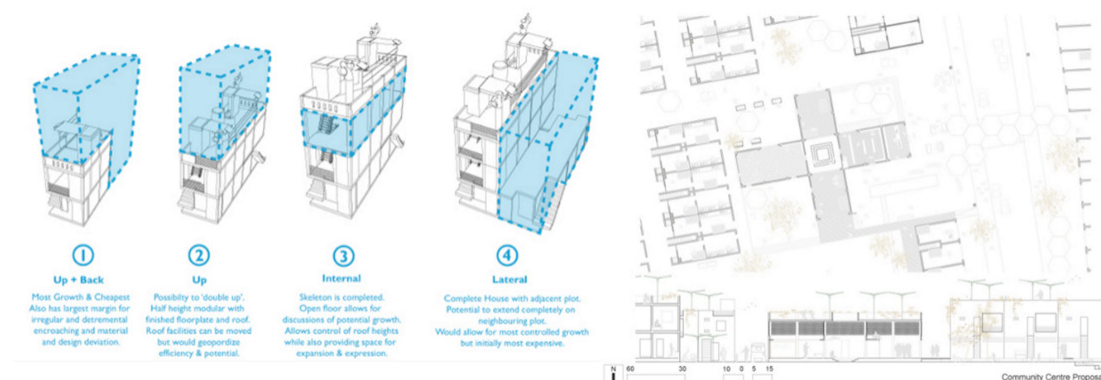 1
Up + Back
Most Growth & Cheapest
Also has largest margin for
irregular and detremental
encroaching and material
and design deviation.
2
Up
Possibilty to 'double up'.
Half height modular with
finished floorplate and roof.
Roof facilities can be moved
but would geopordize
efficiency & potential.
3
Internal
Skeleton is completed.
Open floor allows for
discussions of potential growth.
Allows control of roof heights
while also providing space for
expansion & expression.
4
Lateral
Complete House with adjacent plot.
Potential to extend completely on
neighbouring plot.
Would allow for most controlled growth
but initially most expensive.
N 60 30 10 0 5 15
Community Centre Proposa